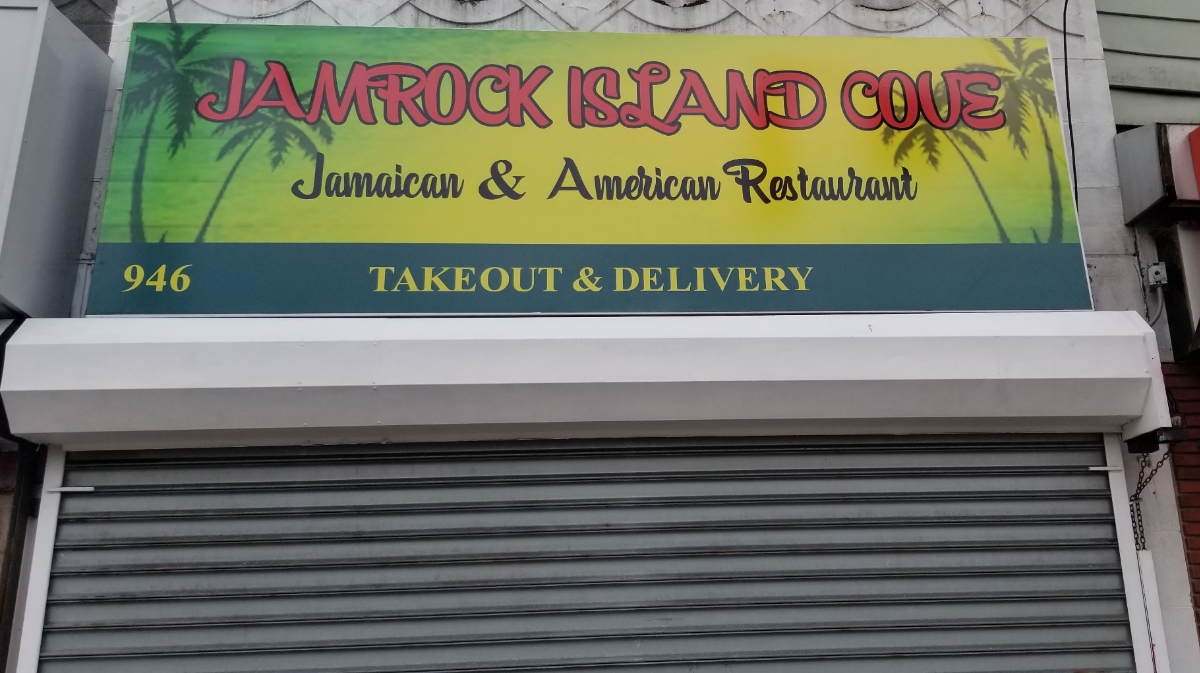 JAMROCK ISLAND COVE
Jamaican & American Restaurant
946 TAKEOUT & DELIVERY